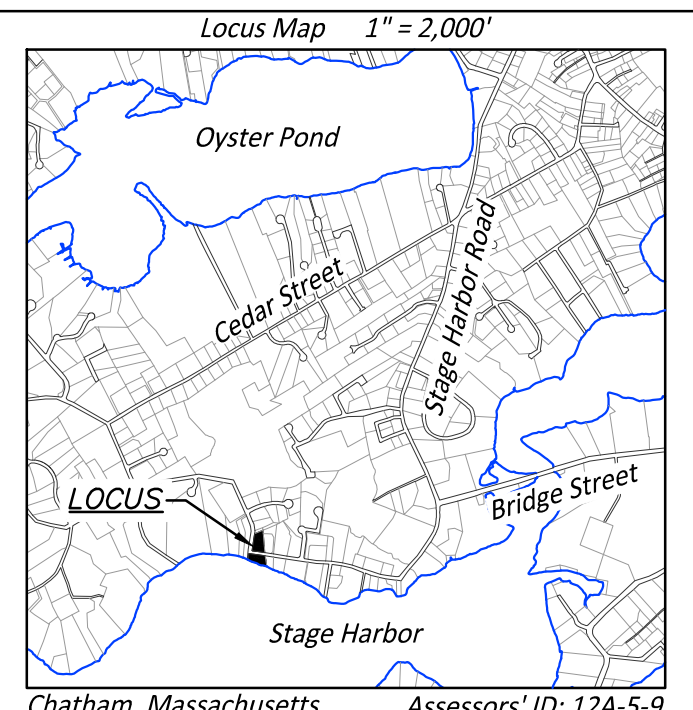 Locus Map 1" = 2,000'
Oyster Pond
Cedar Street
Stage Harbor Road
LOCUS
Bridge Street
Stage Harbor
Chatham, Massachusetts Assessors' ID: 12A-5-9